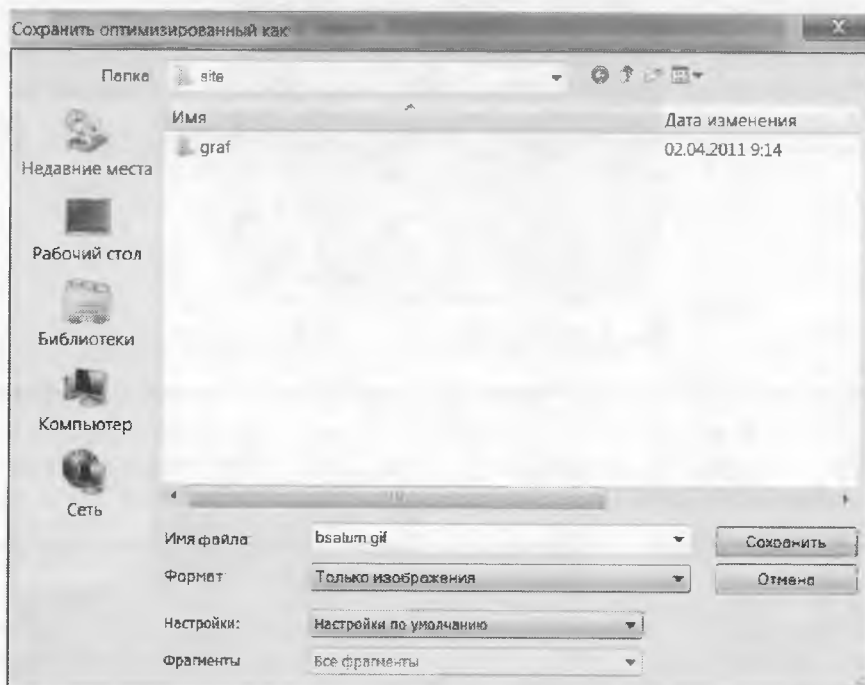 Сохранить оптимизированный как
Папка site
Имя Дата изменения
graf 02.04.2011 9:14
Недавние места
Рабочий стол
Библиотеки
Компьютер
Сеть
Имя файла: bsaturn.gif Сохранить
Формат: Только изображения Отмена
Настройки: Настройки по умолчанию
Фрагменты Все фрагменты